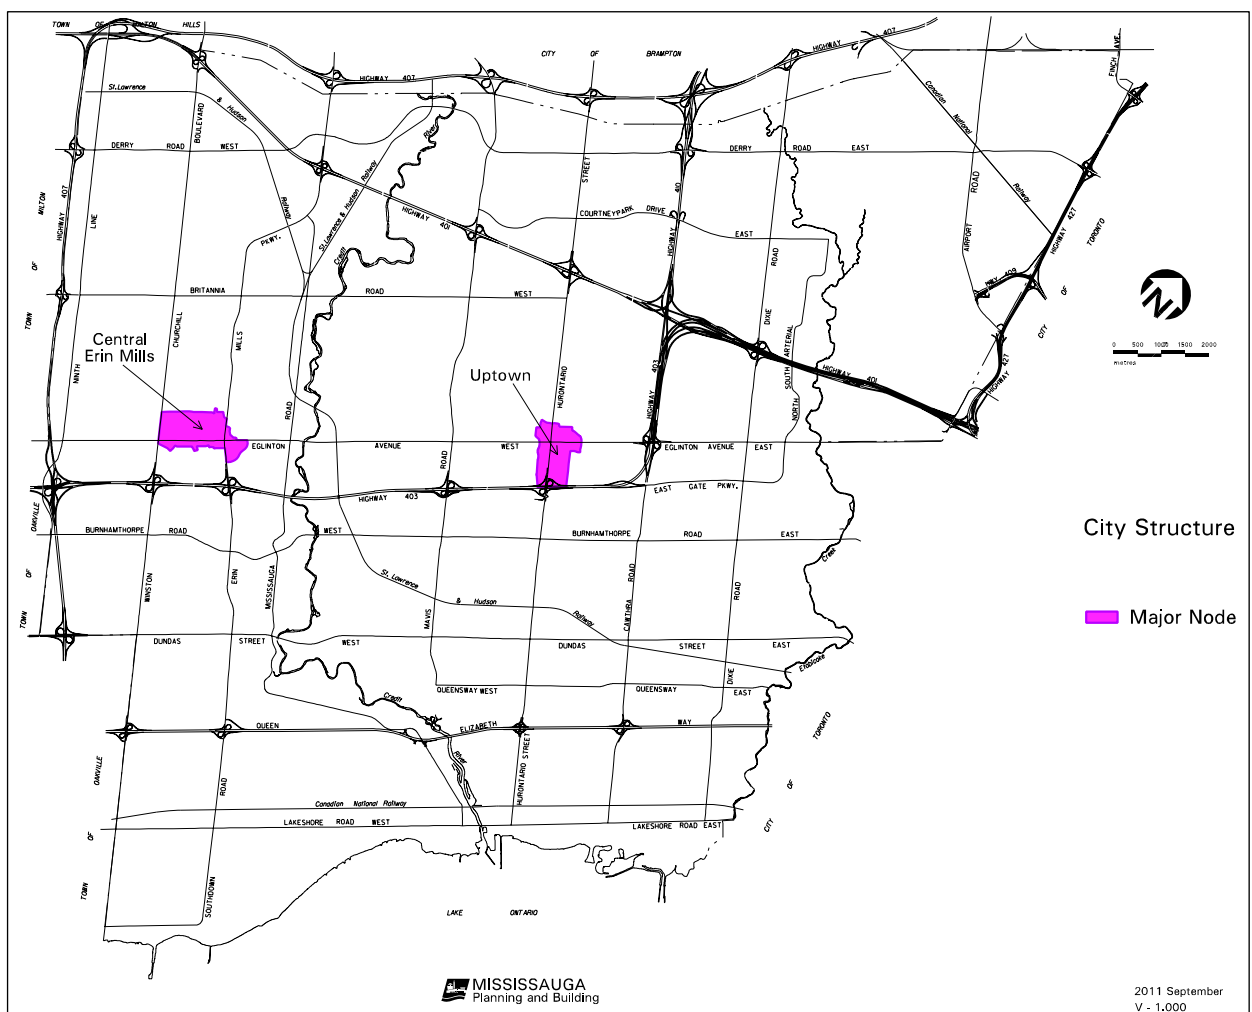 TOWN OF HALTON HILLS
CITY OF BRAMPTON
HIGHWAY 407
HIGHWAY 407
FINCH AVE.
St.Lawrence & Hudson Railway
BOULEVARD
River
Canadian National Railway
DERRY ROAD WEST
STREET
DERRY ROAD EAST
MILTON
HIGHWAY 407
LINE
St.Lawrence & Hudson Railway
HIGHWAY 401
410
ROAD
COURTNEYPARK DRIVE
EAST
HIGHWAY 427
TORONTO
PKWY.
Credit
HIGHWAY
ROAD
AIRPORT
OF
HWY 409
BRITANNIA ROAD WEST
OF
TOWN
CHURCHILL
MILLS
DIXIE
SOUTH ARTERIAL
CITY
0 500 1000 1500 2000
metres
Central
Erin Mills
NINTH
Uptown
HURONTARIO
403
HIGHWAY
HIGHWAY 401
427
HIGHWAY
ROAD
NORTH
EGLINTON AVENUE WEST
EGLINTON AVENUE EAST
ROAD
HIGHWAY 403
EAST GATE PKWY.
OAKVILLE
BURNHAMTHORPE ROAD WEST
BURNHAMTHORPE ROAD EAST
City Structure
Creek
OF
TOWN
WINSTON
ERIN
MISSISSAUGA
St. Lawrence & Hudson Railway
MAVIS
CAWTHRA ROAD
ROAD
Major Node
DUNDAS STREET WEST
DUNDAS STREET EAST
Etobicoke
DIXIE
QUEENSWAY WEST
QUEENSWAY EAST
Credit
QUEEN ELIZABETH WAY
TORONTO
River
OAKVILLE
ROAD
HURONTARIO STREET
OF
Canadian National Railway
LAKESHORE ROAD WEST
LAKESHORE ROAD EAST
CITY
OF
TOWN
SOUTHDOWN
LAKE ONTARIO
MISSISSAUGA
Planning and Building
2011 September
V - 1.000